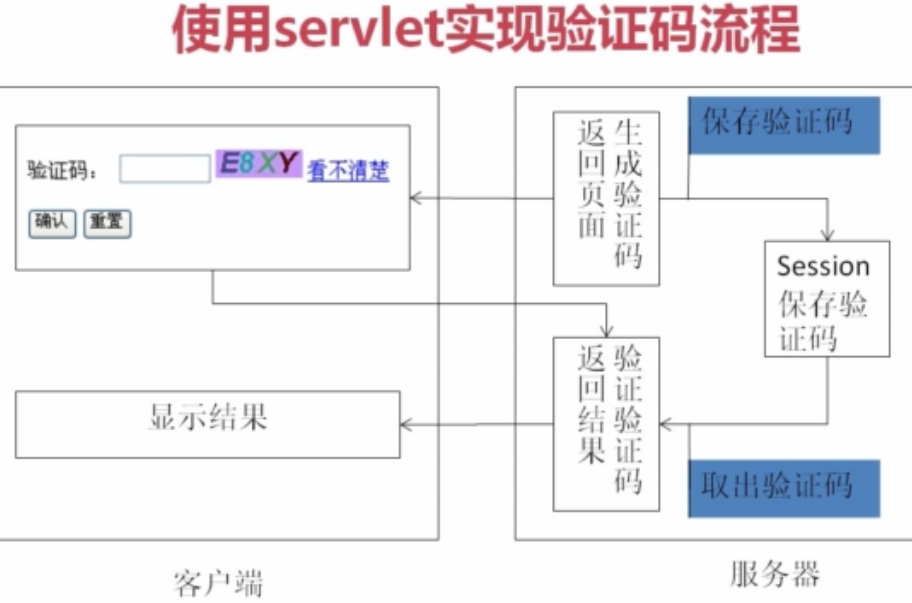 使用servlet实现验证码流程
验证码： E8XY 看不清楚
确认 重置
显示结果
客户端
生成验证码
返回页面
保存验证码
Session
保存验
证码
验证验证码
返回结果
取出验证码
服务器